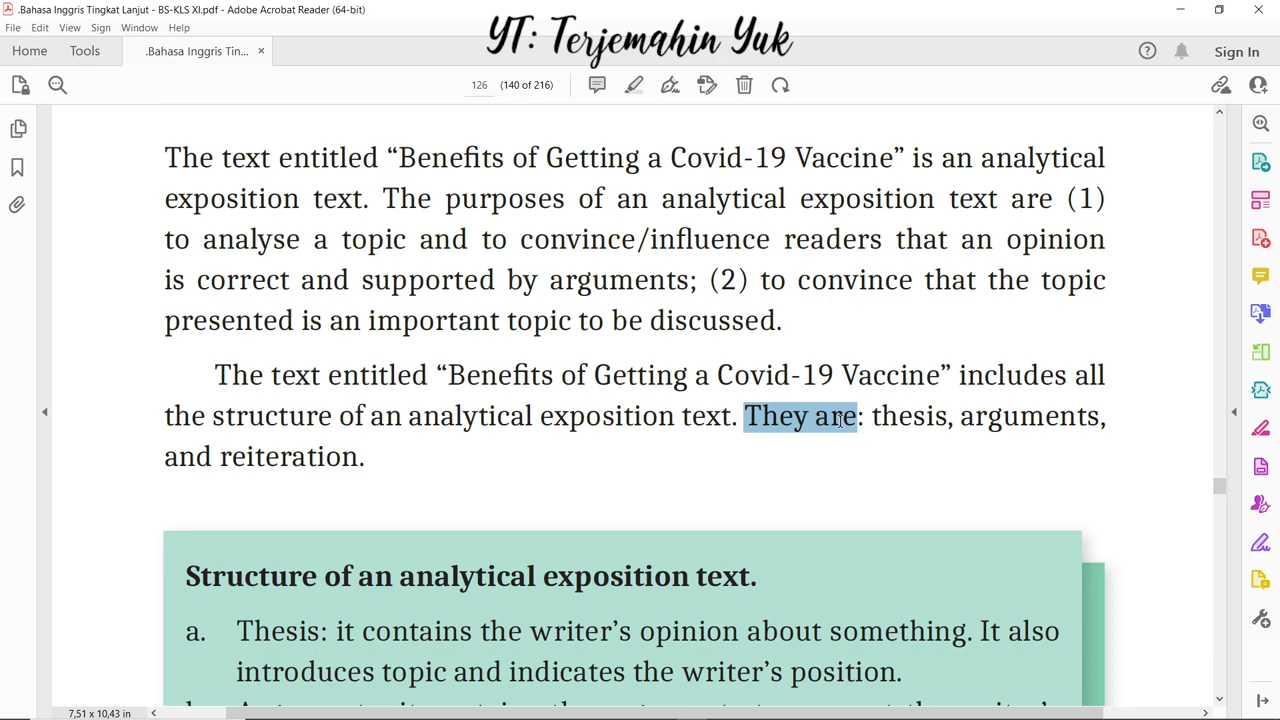 .Bahasa Inggris Tingkat Lanjut - BS-KLS XI.pdf - Adobe Acrobat Reader (64-bit)
File Edit View Sign Window Help
YT: Terjemahin Yuk
Home Tools .Bahasa Inggris Tin... × Sign In
126 (140 of 216)
The text entitled “Benefits of Getting a Covid-19 Vaccine” is an analytical
exposition text. The purposes of an analytical exposition text are (1)
to analyse a topic and to convince/influence readers that an opinion
is correct and supported by arguments; (2) to convince that the topic
presented is an important topic to be discussed.
The text entitled “Benefits of Getting a Covid-19 Vaccine” includes all
the structure of an analytical exposition text. They are: thesis, arguments,
and reiteration.
Structure of an analytical exposition text.
a. Thesis: it contains the writer’s opinion about something. It also
introduces topic and indicates the writer’s position.
7,51 x 10,43 in